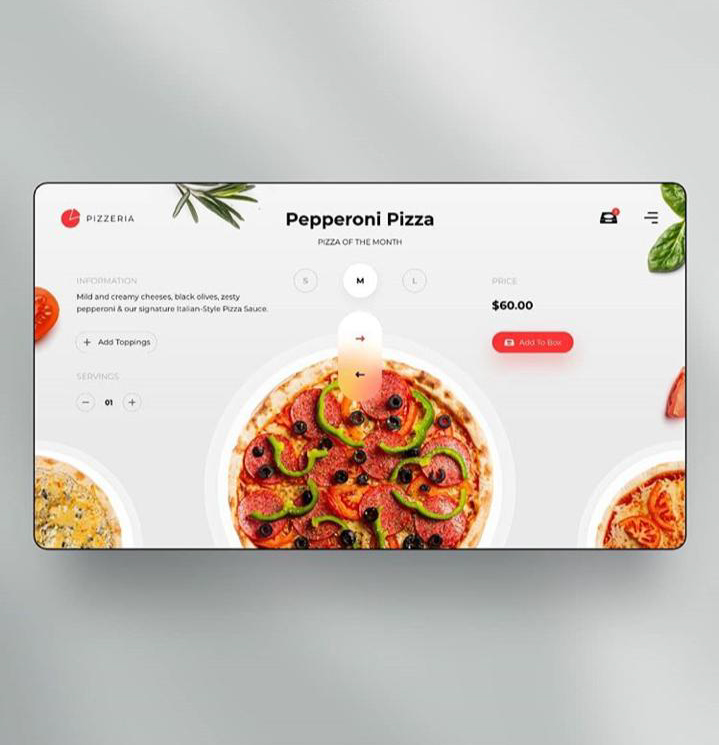 PIZZERIA
Pepperoni Pizza
PIZZA OF THE MONTH
S
M
L
INFORMATION
Mild and creamy cheeses, black olives, zesty
pepperoni & our signature Italian-Style Pizza Sauce.
+ Add Toppings
SERVINGS
− 01 +
PRICE
$60.00
Add To Box